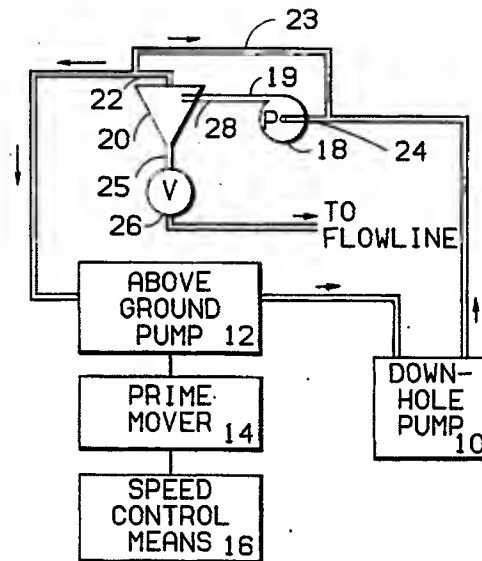 23
22
19
20
28
P
18
24
25
V
26
TO
FLOWLINE
ABOVE
GROUND
PUMP 12
PRIME
MOVER 14
SPEED
CONTROL
MEANS 16
DOWN-
HOLE
PUMP 10